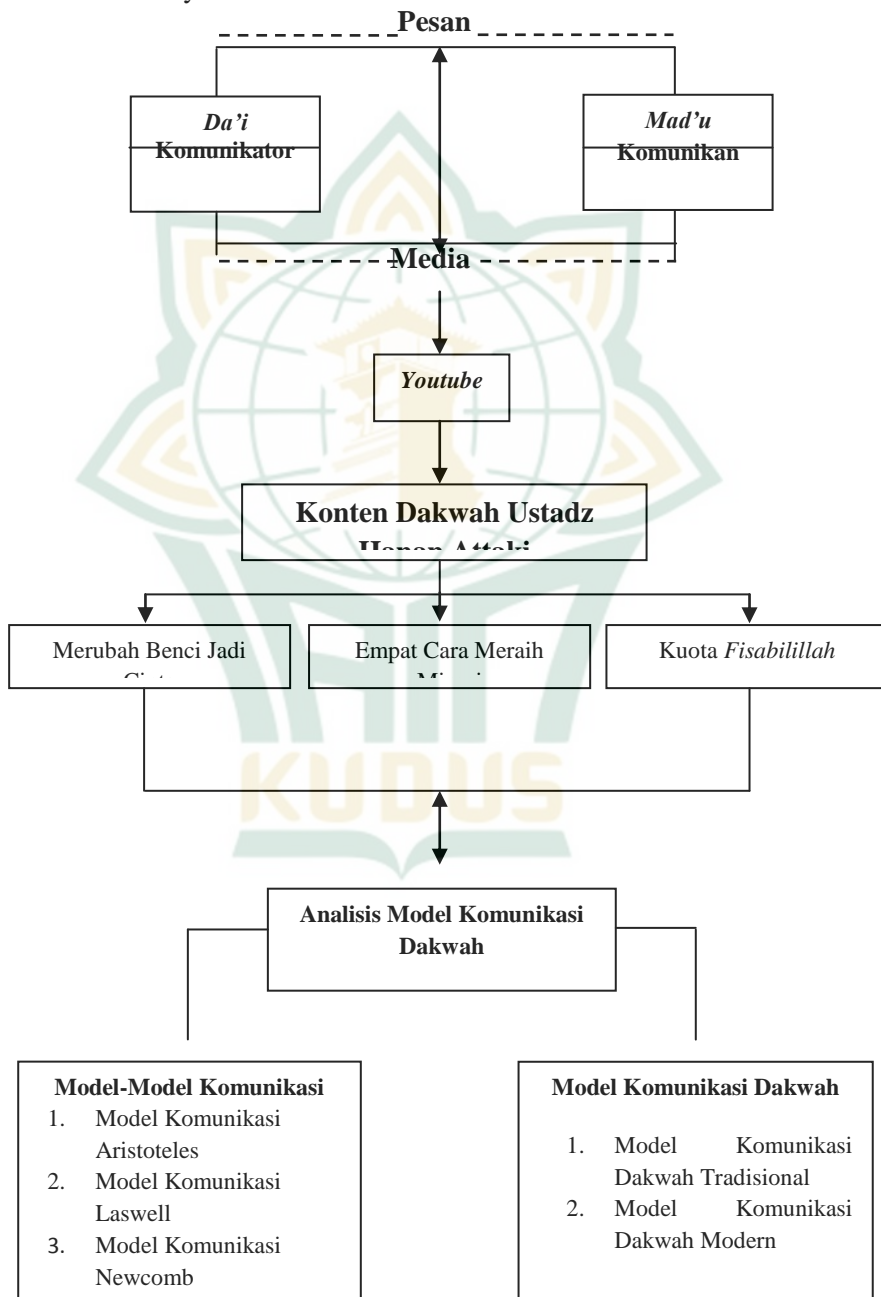 Pesan
Da'i
Komunikator
Mad'u
Komunikan
Media
Youtube
Konten Dakwah Ustadz
Merubah Benci Jadi
Empat Cara Meraih
Kuota Fisabilillah
KUDUS
Analisis Model Komunikasi
Dakwah
Model-Model Komunikasi
1. Model Komunikasi
Aristoteles
2. Model Komunikasi
Laswell
3. Model Komunikasi
Newcomb
Model Komunikasi Dakwah
1. Model Komunikasi
Dakwah Tradisional
2. Model Komunikasi
Dakwah Modern